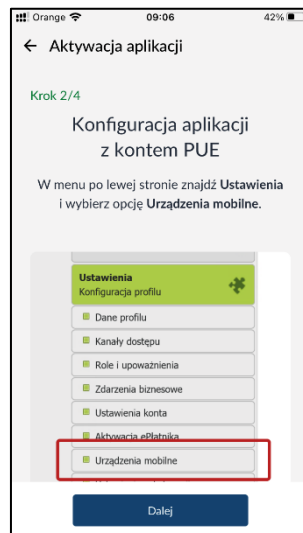 Orange 09:06 42%
← Aktywacja aplikacji
Krok 2/4
Konfiguracja aplikacji
z kontem PUE
W menu po lewej stronie znajdź Ustawienia
i wybierz opcję Urządzenia mobilne.
Ustawienia
Konfiguracja profilu
Dane profilu
Kanały dostępu
Role i upoważnienia
Zdarzenia biznesowe
Ustawienia konta
Aktywacja ePłatnika
Urządzenia mobilne
Dalej